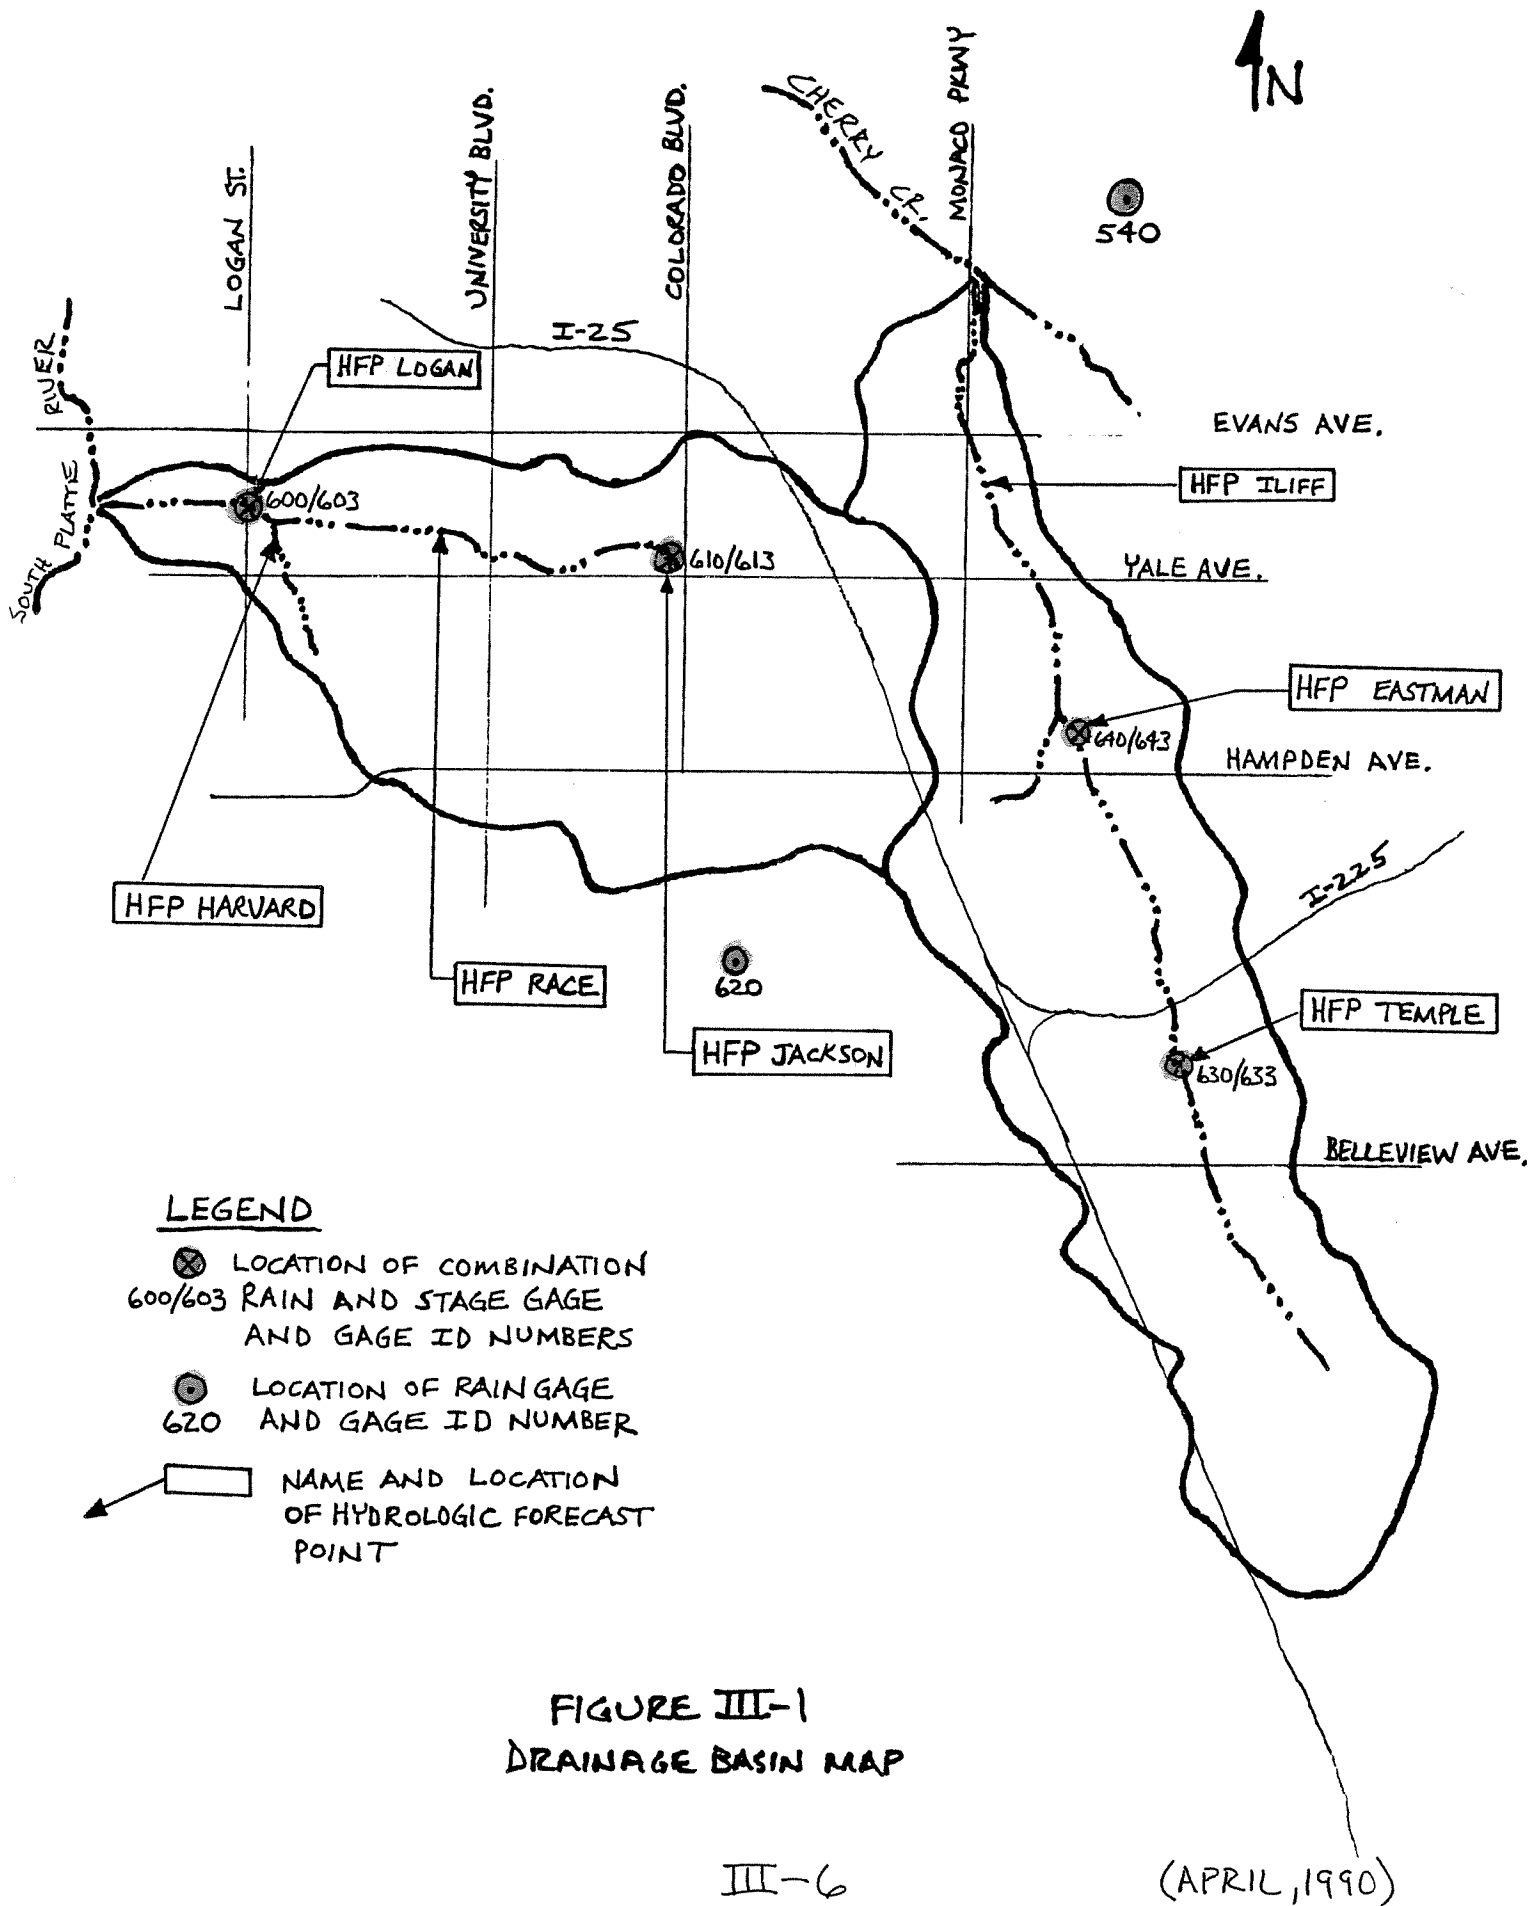 N
MONACO PKWY
CHERRY
CR.
UNIVERSITY BLVD.
COLORADO BLVD.
LOGAN ST.
540
I-25
RIVER
HFP LOGAN
EVANS AVE.
SOUTH PLATTE
HFP ILIFF
600/603
610/613
YALE AVE.
HFP EASTMAN
640/643
HAMPDEN AVE.
I-225
HFP HARVARD
620
HFP RACE
HFP TEMPLE
HFP JACKSON
630/633
BELLEVIEW AVE.
LEGEND
LOCATION OF COMBINATION
600/603 RAIN AND STAGE GAGE
AND GAGE ID NUMBERS
LOCATION OF RAIN GAGE
620 AND GAGE ID NUMBER
NAME AND LOCATION
OF HYDROLOGIC FORECAST
POINT
FIGURE III-1
DRAINAGE BASIN MAP
III-6
(APRIL, 1990)